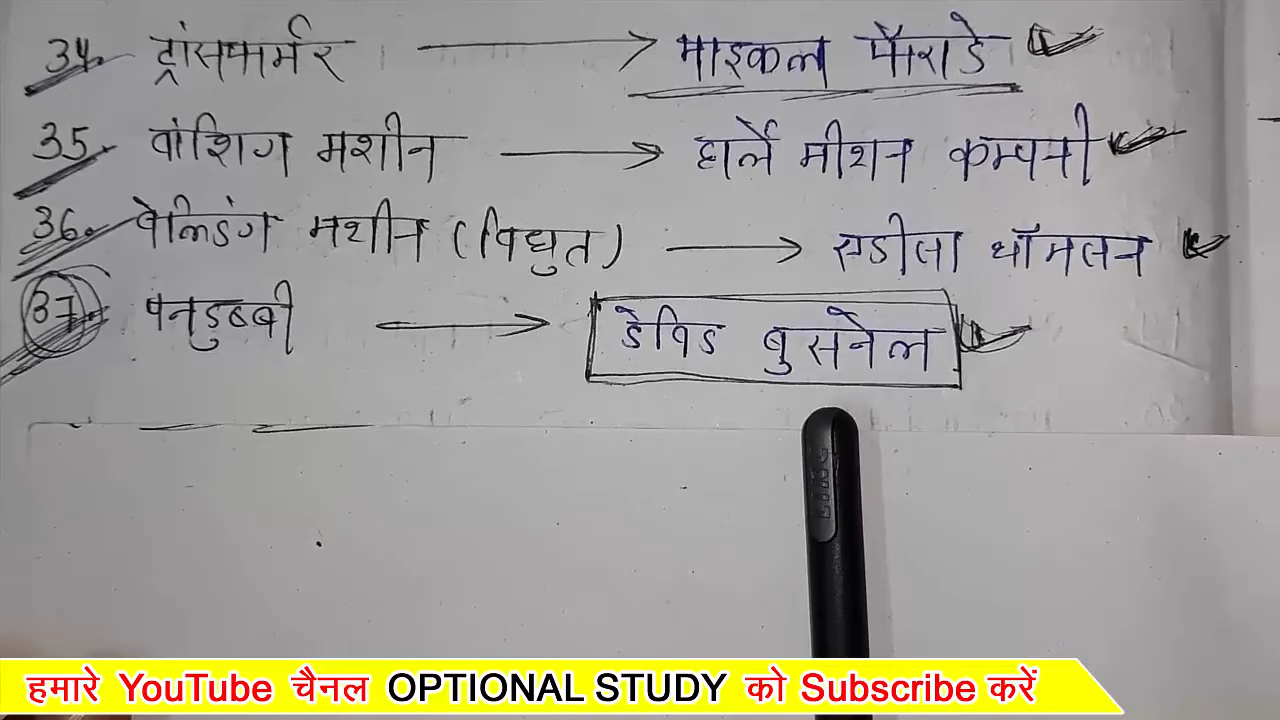 34. ट्रांसफार्मर → माइकल फॅराडे
35. वांशिग मशीन → हार्ले मीशन कम्पनी
36. वेल्डिंग मशीन (विधुत) → एडीसा थॉमसन
37. पनडुब्बी → डेविड बुसनेल
हमारे YouTube चैनल OPTIONAL STUDY को Subscribe करें